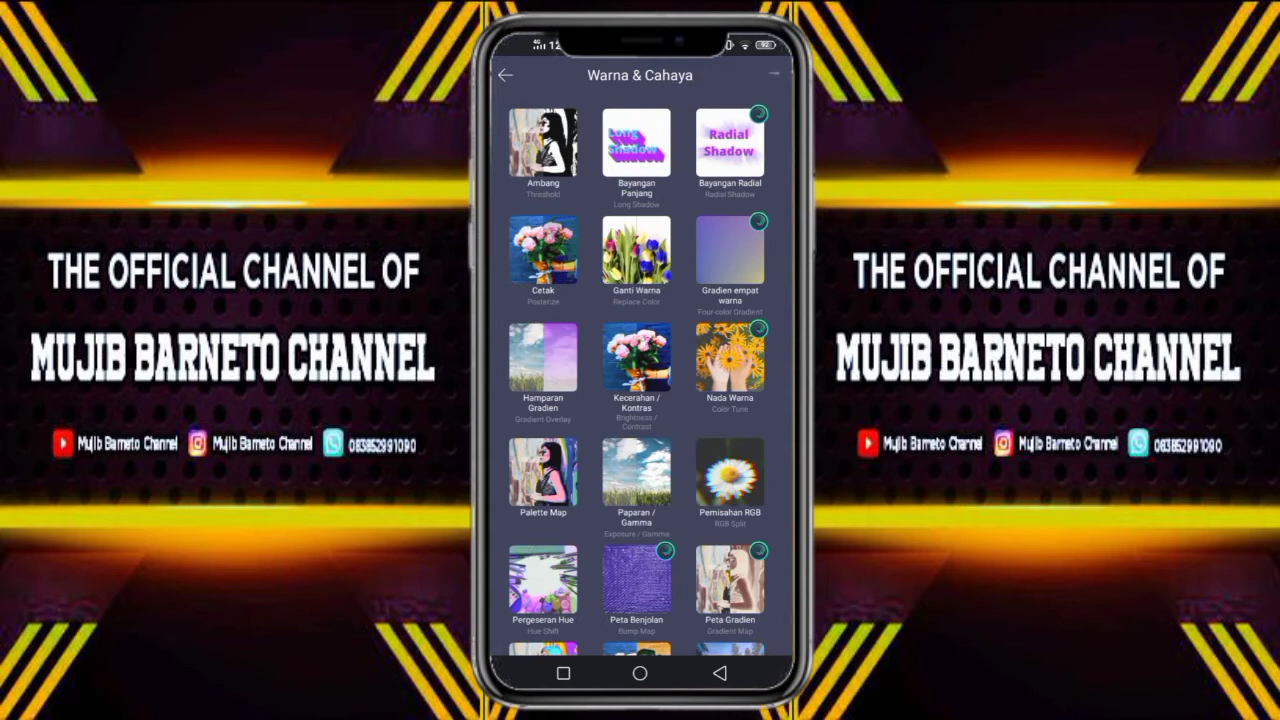 4G
12
92
Warna & Cahaya
Long
Shadow
Radial
Shadow
Ambang
Threshold
Bayangan
Panjang
Long Shadow
Bayangan Radial
Radial Shadow
Cetak
Posterize
Ganti Warna
Replace Color
Gradien empat
warna
Four-color Gradient
Hamparan
Gradien
Gradient Overlay
Kecerahan /
Kontras
Brightness /
Contrast
Nada Warna
Color Tune
Palette Map
Paparan /
Gamma
Exposure / Gamma
Pemisahan RGB
RGB Split
Pergeseran Hue
Hue Shift
Peta Benjolan
Bump Map
Peta Gradien
Gradient Map
THE OFFICIAL CHANNEL OF
MUJIB BARNETO CHANNEL
Mujib Barneto Channel
Mujib Barneto Channel
083852991090
THE OFFICIAL CHANNEL OF
MUJIB BARNETO CHANNEL
Mujib Barneto Channel
Mujib Barneto Channel
083852991090